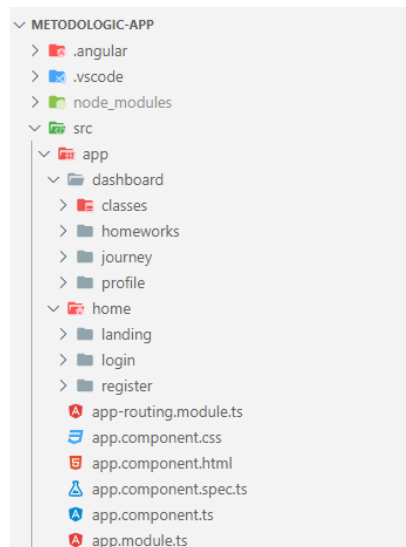 METODOLOGIC-APP
.angular
.vscode
node_modules
src
app
dashboard
classes
homeworks
journey
profile
home
landing
login
register
app-routing.module.ts
app.component.css
app.component.html
app.component.spec.ts
app.component.ts
app.module.ts